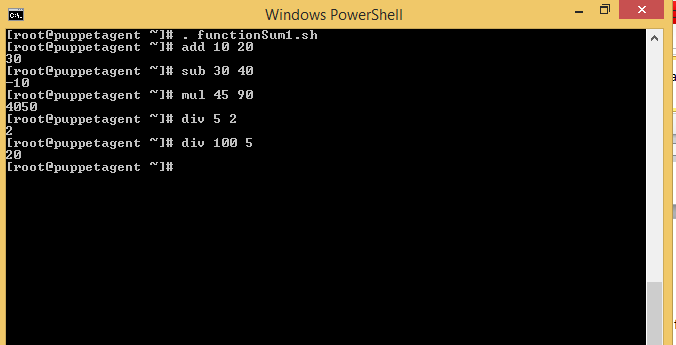 Windows PowerShell
[root@puppetagent ~]# . functionSum1.sh
[root@puppetagent ~]# add 10 20
30
[root@puppetagent ~]# sub 30 40
-10
[root@puppetagent ~]# mul 45 90
4050
[root@puppetagent ~]# div 5 2
2
[root@puppetagent ~]# div 100 5
20
[root@puppetagent ~]#